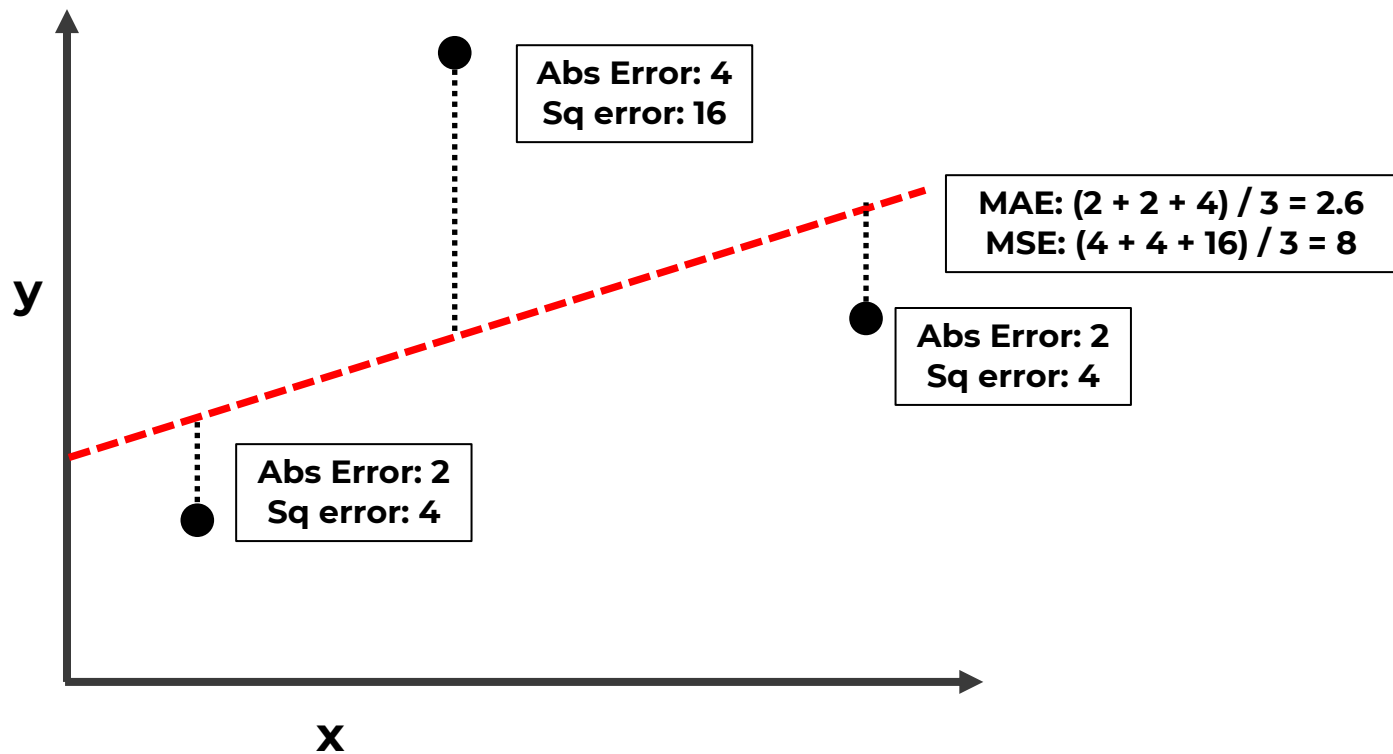 Abs Error: 4
Sq error: 16
MAE: (2 + 2 + 4) / 3 = 2.6
MSE: (4 + 4 + 16) / 3 = 8
y
Abs Error: 2
Sq error: 4
Abs Error: 2
Sq error: 4
x